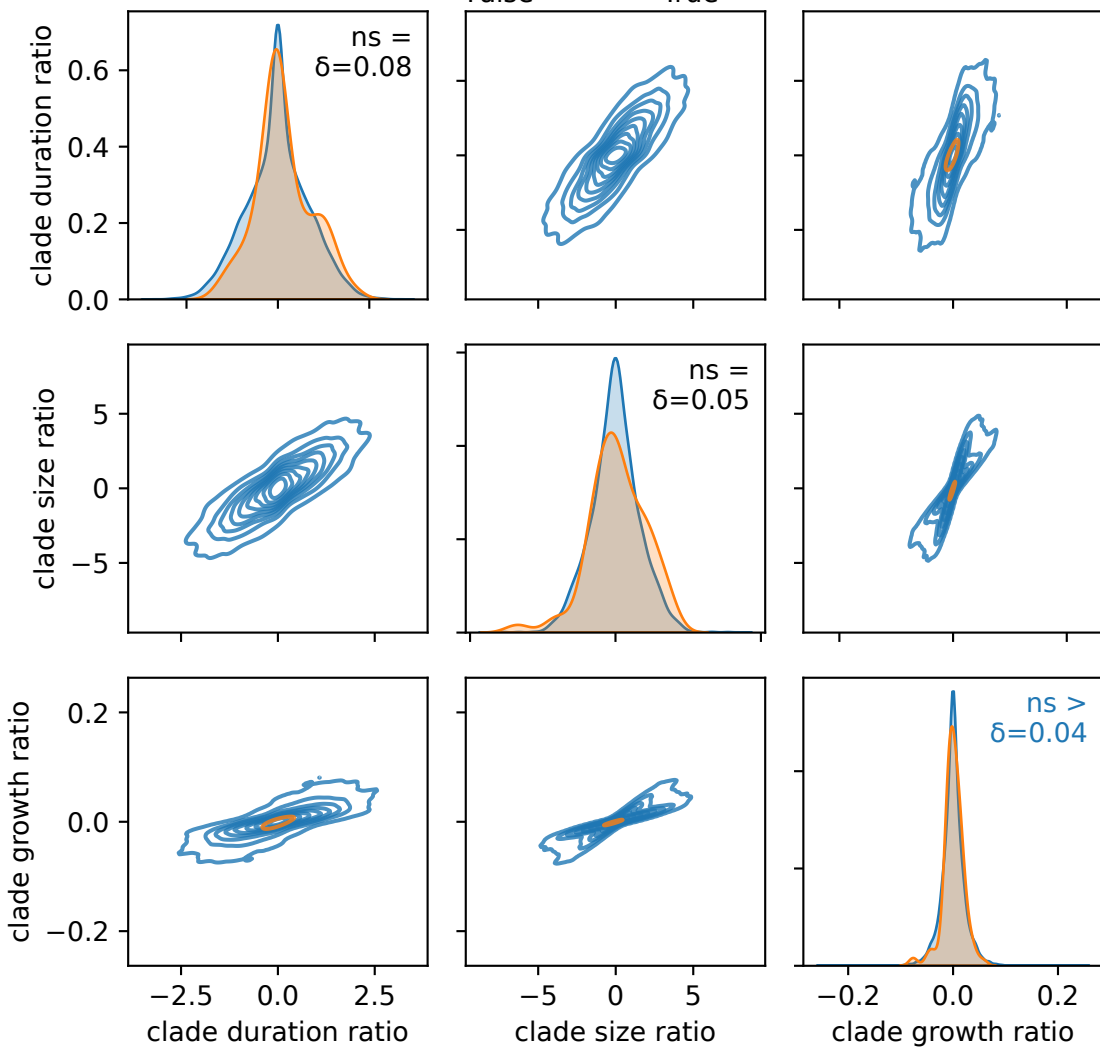 clade duration ratio
0.6
0.4
0.2
0.0
ns =
δ=0.08
clade size ratio
5
0
−5
ns =
δ=0.05
clade growth ratio
0.2
0.0
−0.2
ns >
δ=0.04
−2.5 0.0 2.5
clade duration ratio
−5 0 5
clade size ratio
−0.2 0.0 0.2
clade growth ratio